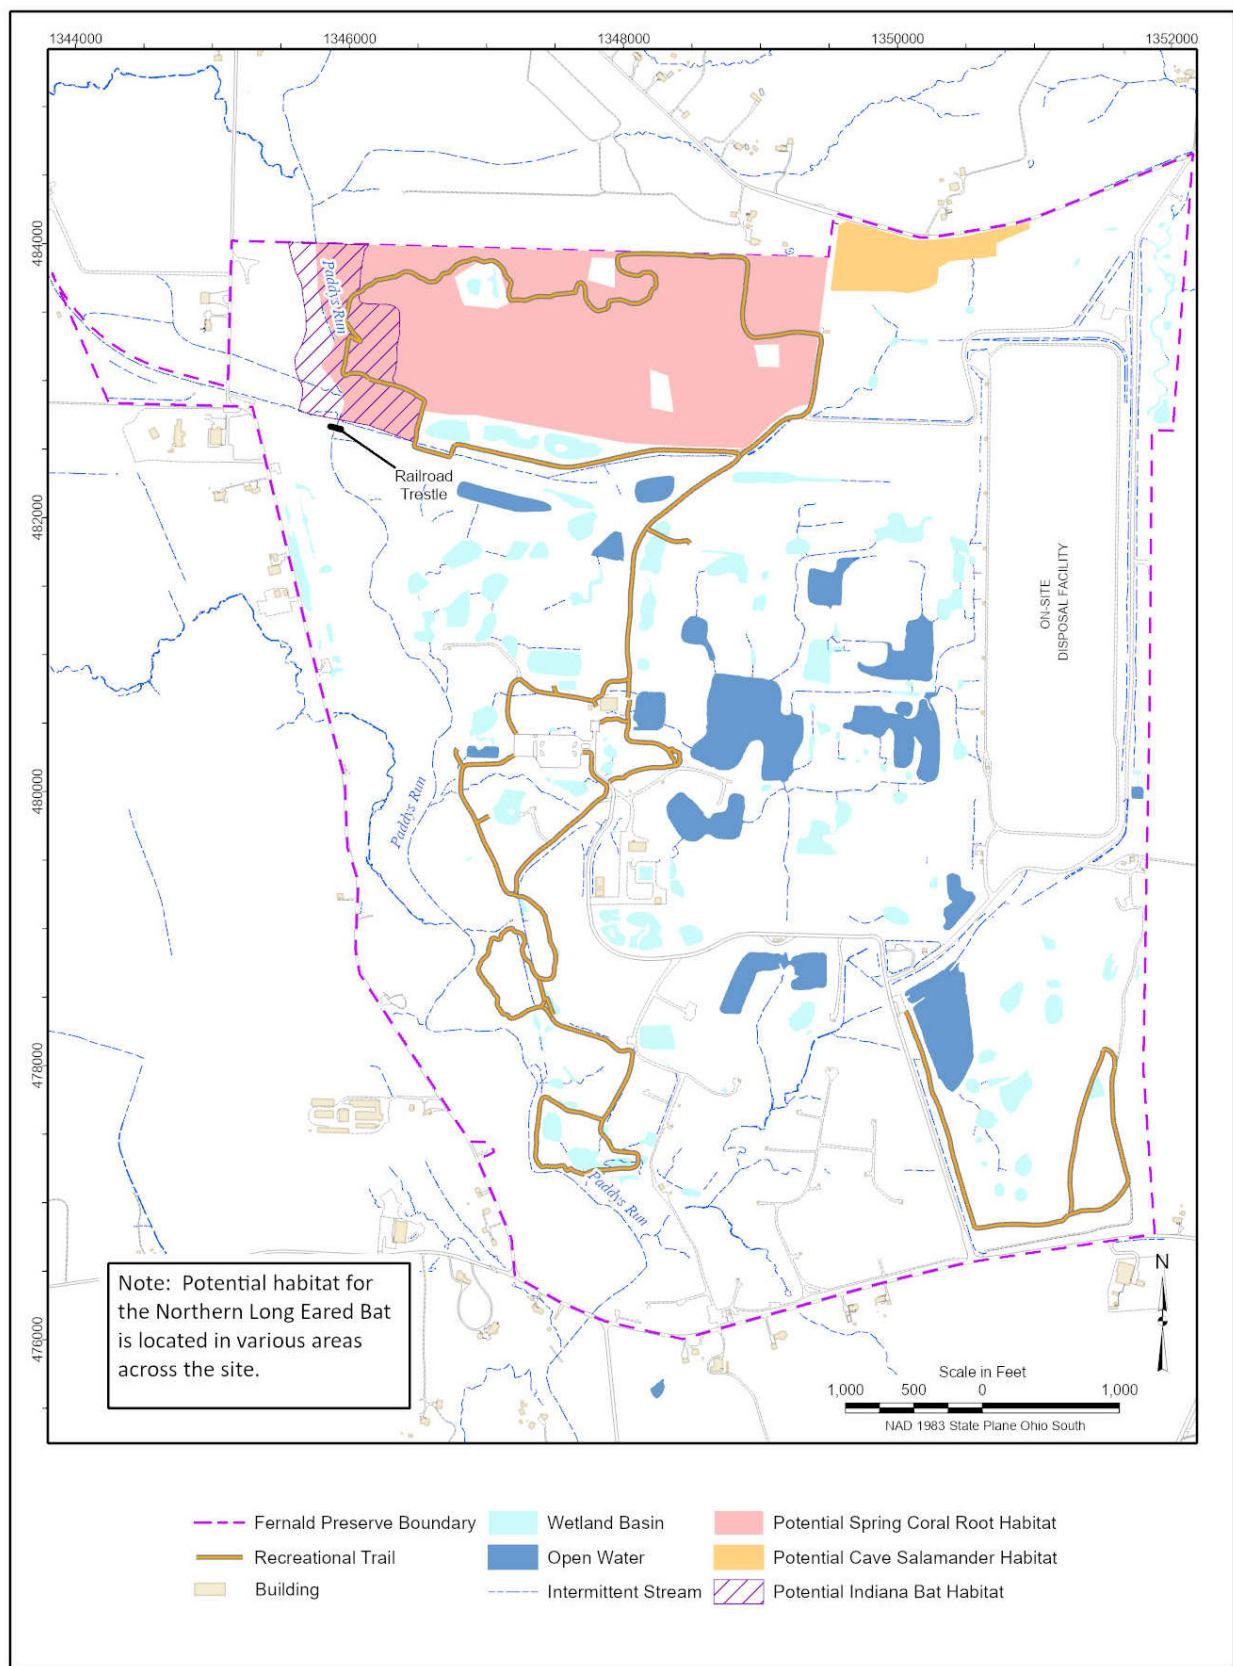 1344000
1346000
1348000
1350000
1352000
484000
482000
480000
478000
476000
Paddys Run
Railroad
Trestle
ON-SITE
DISPOSAL FACILITY
Paddys Run
Paddys Run
Note: Potential habitat for
the Northern Long Eared Bat
is located in various areas
across the site.
N
Scale in Feet
1,000 500 0 1,000
NAD 1983 State Plane Ohio South
Fernald Preserve Boundary
Recreational Trail
Building
Wetland Basin
Open Water
Intermittent Stream
Potential Spring Coral Root Habitat
Potential Cave Salamander Habitat
Potential Indiana Bat Habitat